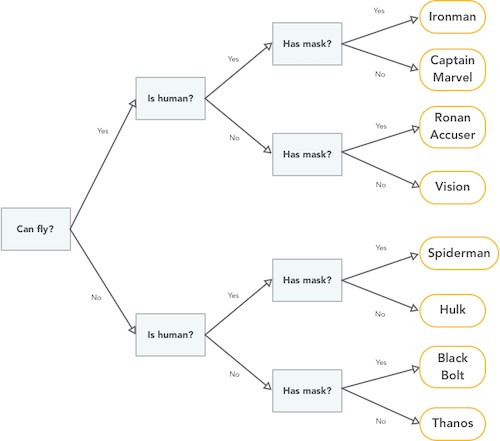 Yes
Ironman
Has mask?
Yes
No
Captain
Marvel
Is human?
Yes
No
Yes
Ronan
Accuser
Has mask?
No
Vision
Can fly?
No
Yes
Spiderman
Has mask?
Yes
No
Hulk
Is human?
No
Yes
Black
Bolt
Has mask?
No
Thanos